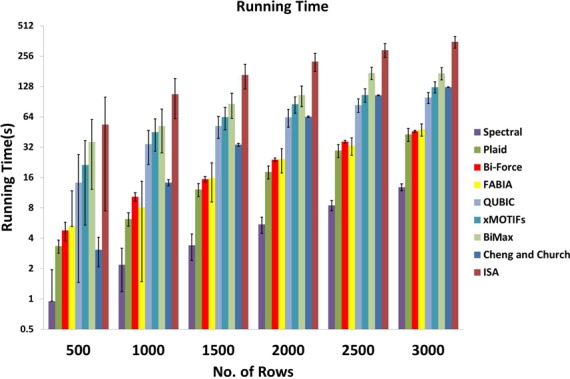 Running Time
512
256
128
64
32
16
8
4
2
1
0.5
Running Time(s)
500 1000 1500 2000 2500 3000
No. of Rows
Spectral
Plaid
Bi-Force
FABIA
QUBIC
xMOTIFs
BiMax
Cheng and Church
ISA